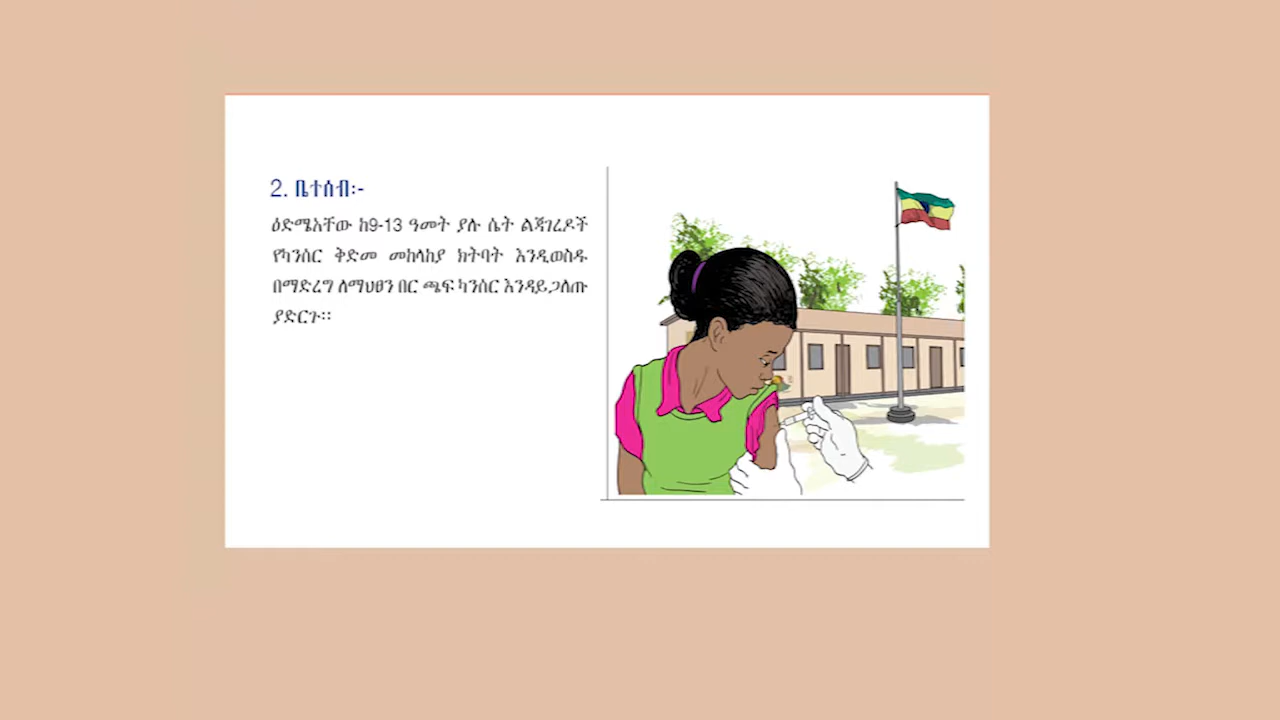 2. ቤተሰብ፡-
ዕድሜአቸው ከ9-13 ዓመት ያሉ ሴት ልጃገረዶች
የካንሰር ቅድመ መከላከያ ክትባት እንዲወስዱ
በማድረግ ለማህፀን በር ጫፍ ካንሰር እንዳይጋለጡ
ያድርጉ፡፡